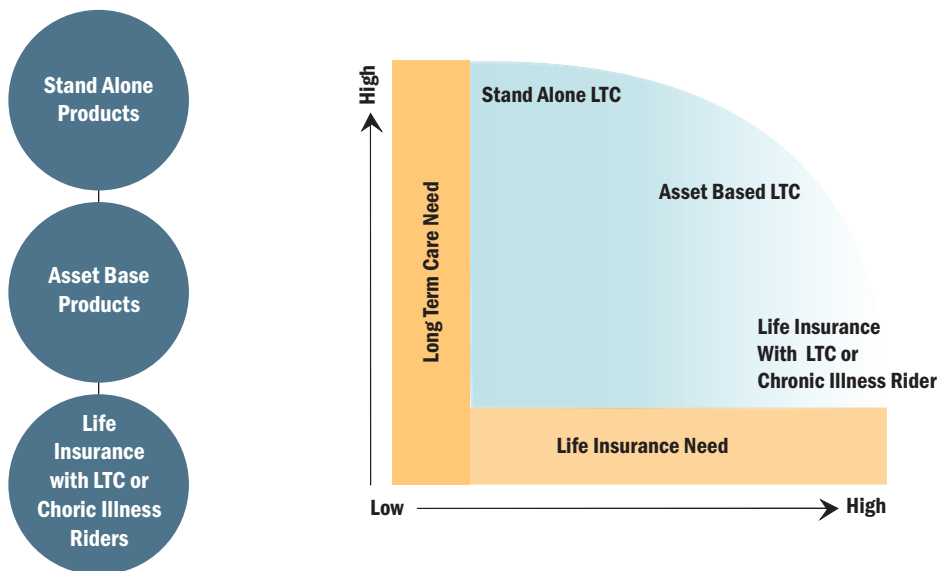 Stand Alone
Products
Asset Base
Products
Life
Insurance
with LTC or
Choric Illness
Riders
High
Long Term Care Need
Stand Alone LTC
Asset Based LTC
Life Insurance
With LTC or
Chronic Illness Rider
Life Insurance Need
Low
High